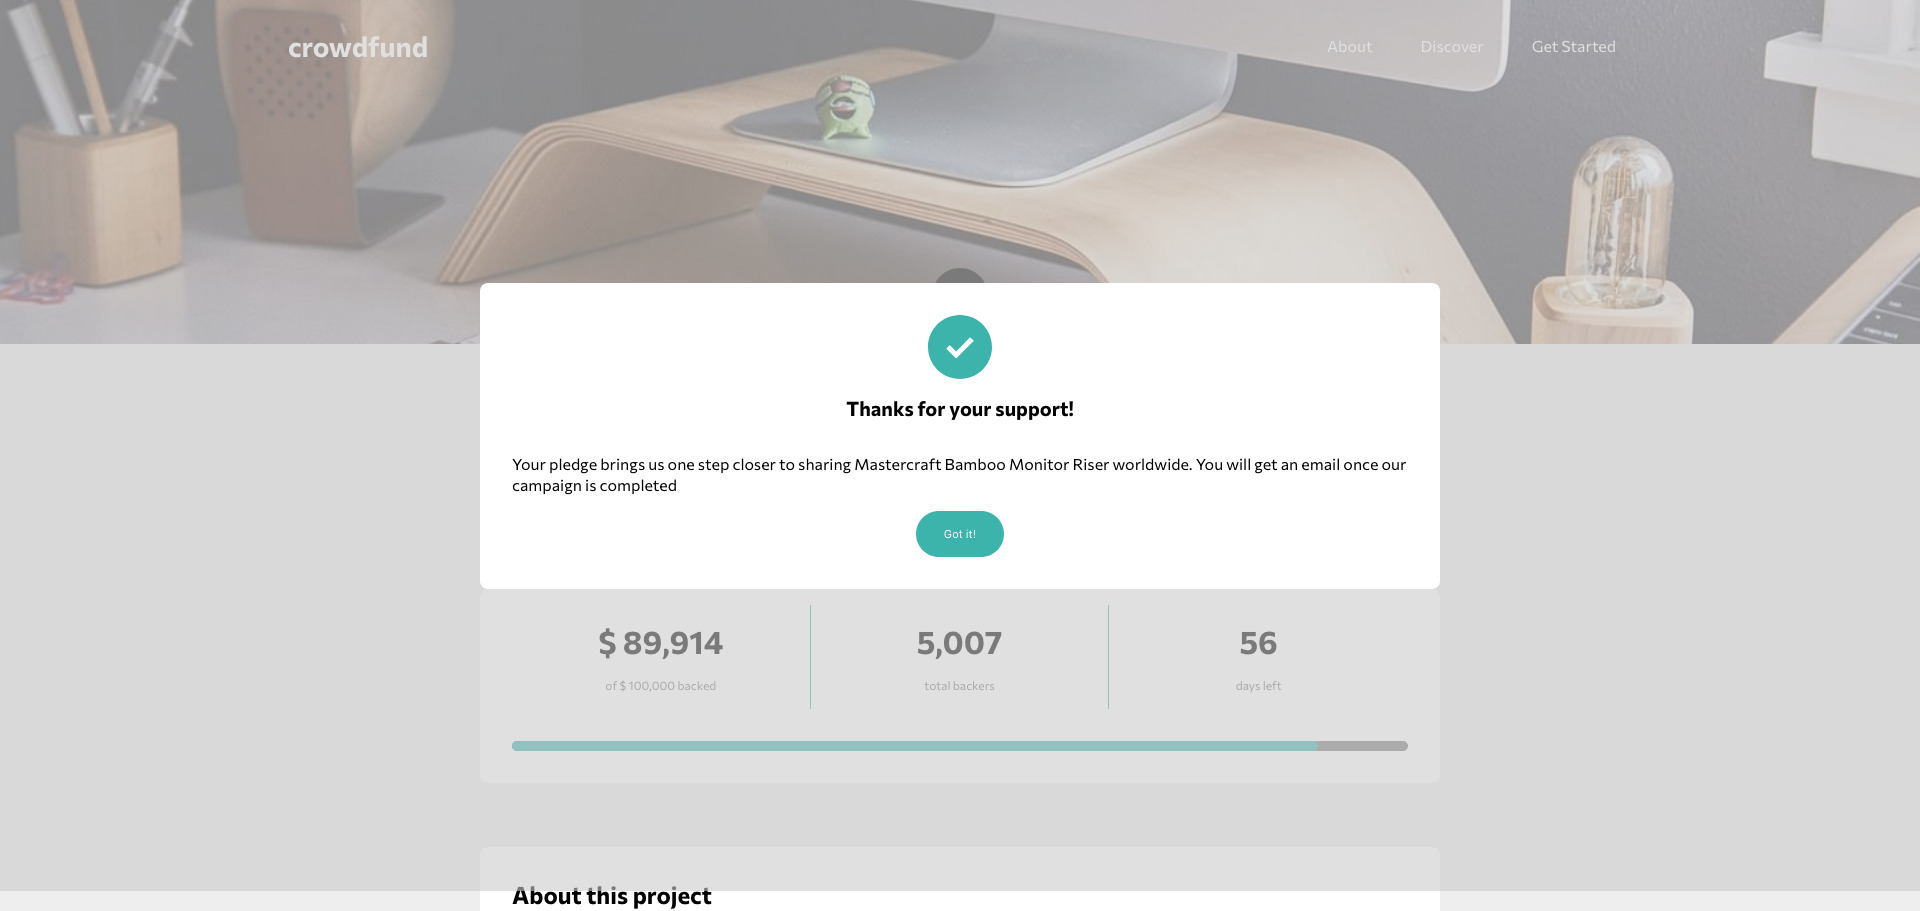 crowdfund
About
Discover
Get Started
Thanks for your support!
Your pledge brings us one step closer to sharing Mastercraft Bamboo Monitor Riser worldwide. You will get an email once our
campaign is completed
Got it!
$ 89,914
5,007
56
of $ 100,000 backed
total backers
days left
About this project